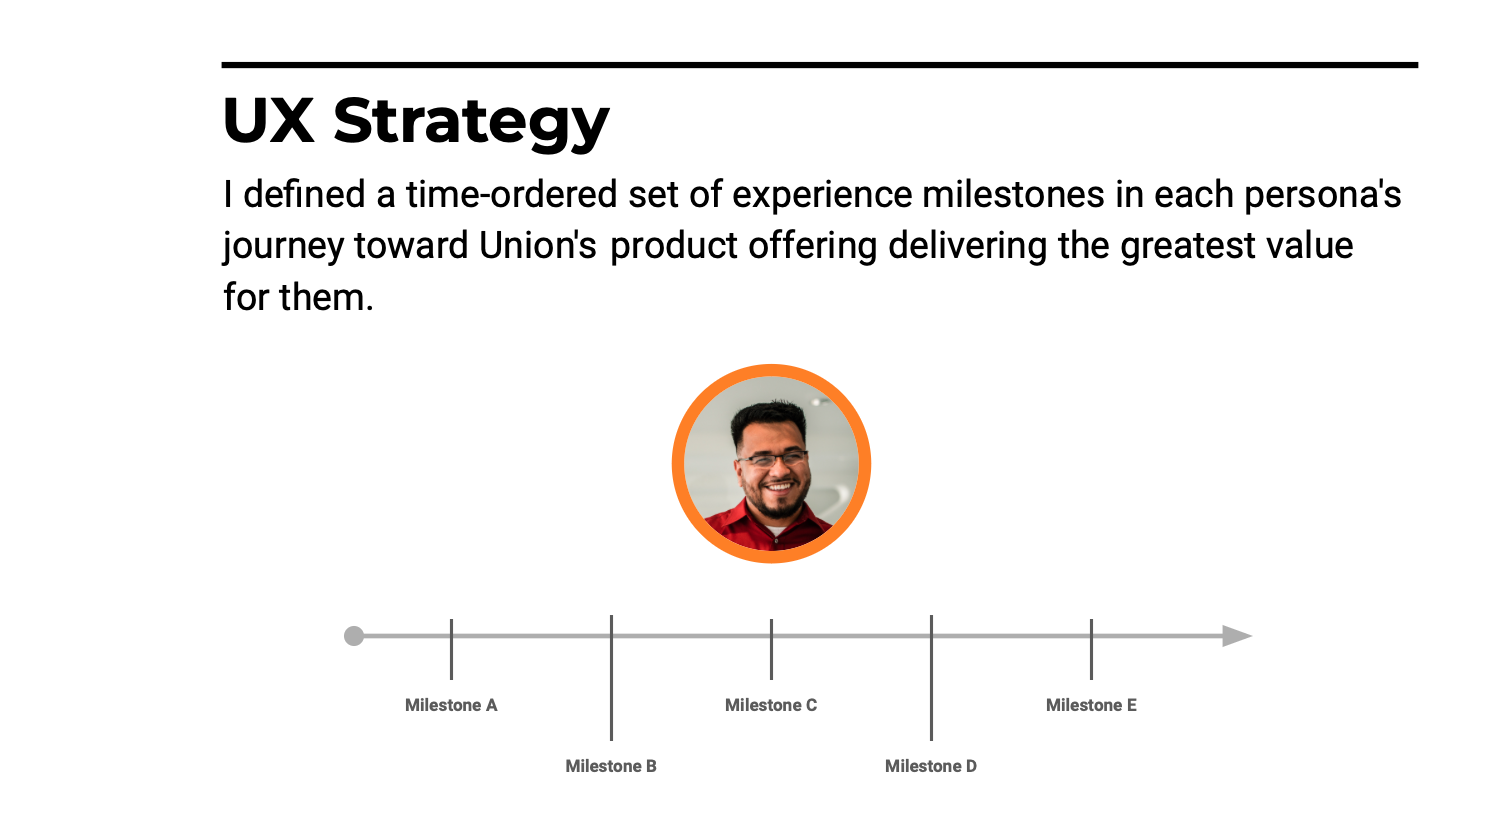 UX Strategy
I defined a time-ordered set of experience milestones in each persona's
journey toward Union's product offering delivering the greatest value
for them.
Milestone A
Milestone B
Milestone C
Milestone D
Milestone E